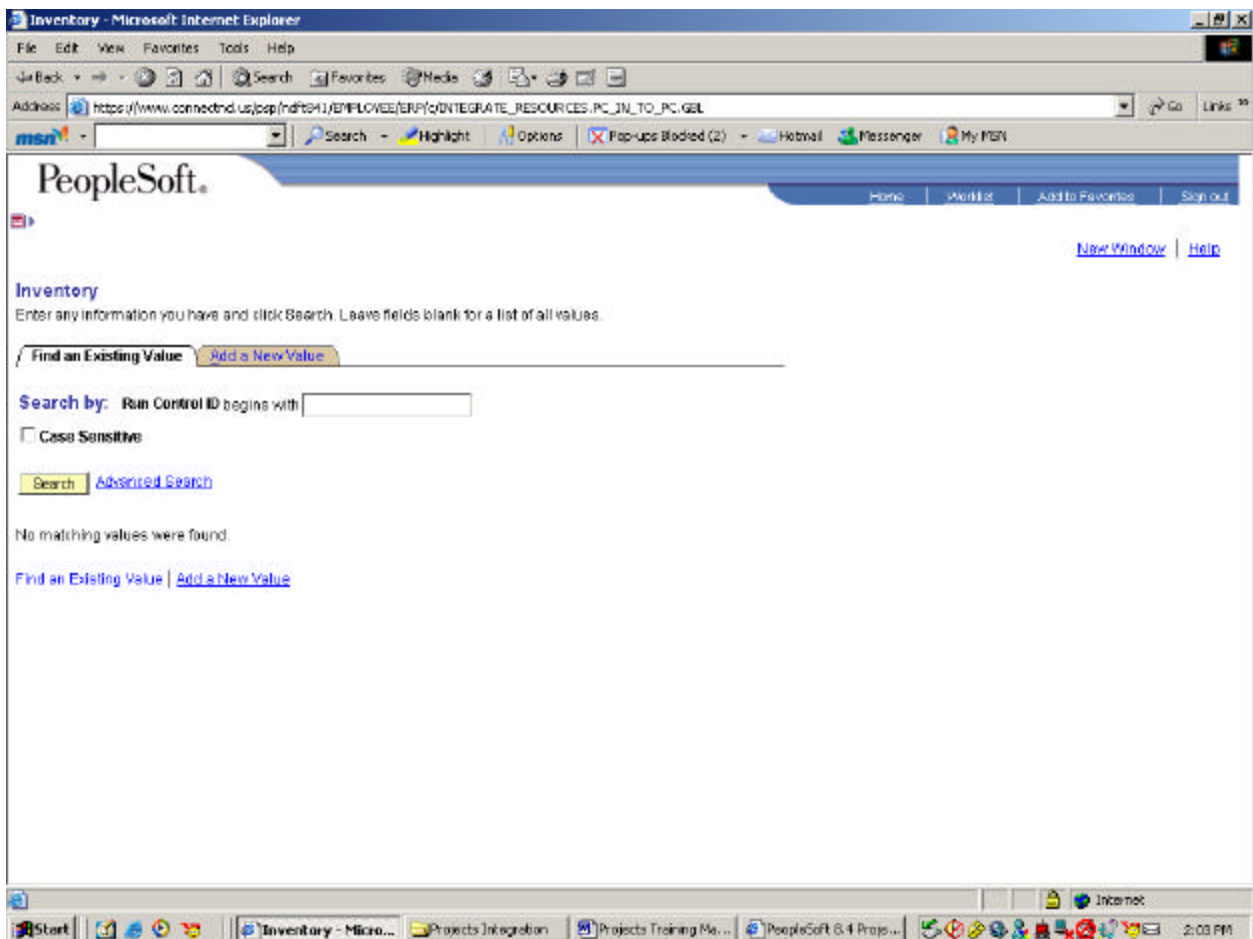 Inventory - Microsoft Internet Explorer
File Edit View Favorites Tools Help
Back Search Favorites Media
Address https://www.connectnd.us/psp/ndfts941/EMPLOYEE/ERP/c/INTEGRATE_RESOURCES.PC_IN_TO_PC.GBL Go Links »
msn Search Highlight Options Pop-ups Blocked (2) Hotmail Messenger My MSN
PeopleSoft.
Home Worklist Add to Favorites Sign out
New Window | Help
Inventory
Enter any information you have and click Search. Leave fields blank for a list of all values.
Find an Existing Value Add a New Value
Search by: Run Control ID begins with
Case Sensitive
Search Advanced Search
No matching values were found.
Find an Existing Value | Add a New Value
Internet
Start Inventory - Micro... Projects Integration Projects Training Ma... PeopleSoft 8.4 Proje... 2:03 PM